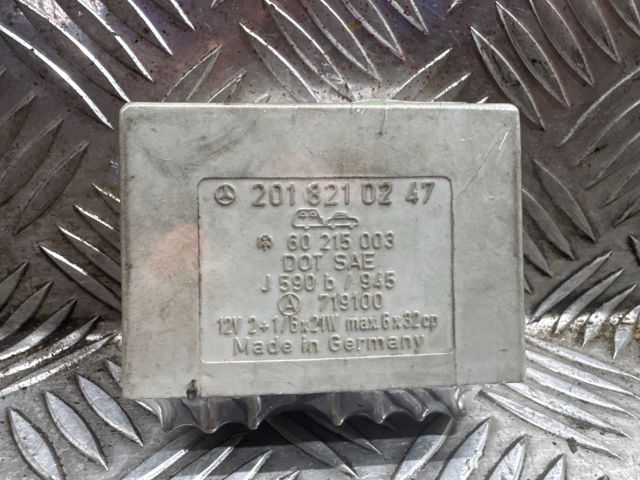 201 821 02 47
60 215 003
DOT SAE
J 590 b / 945
A 719100
12V 2+1/6x21W max.6x32cp
Made in Germany